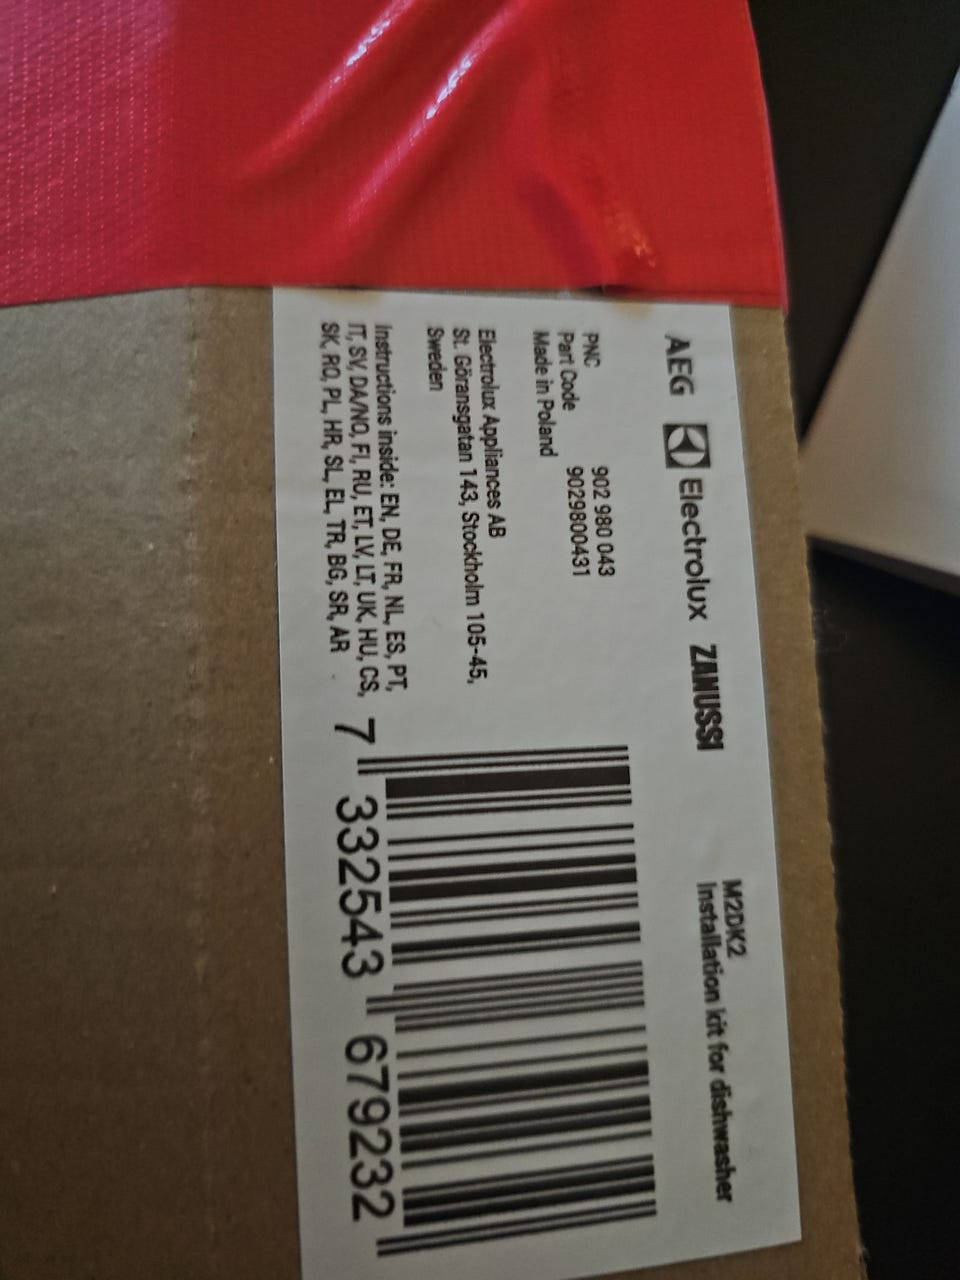 AEG Electrolux ZANUSSI
M2DK2
Installation kit for dishwasher
PNC 902 980 043
Part Code 9029800431
Made in Poland
Electrolux Appliances AB
St. Göransgatan 143, Stockholm 105-45,
Sweden
Instructions inside: EN, DE, FR, NL, ES, PT,
IT, SV, DA/NO, FI, RU, ET, LV, LT, UK, HU, CS,
SK, RO, PL, HR, SL, EL, TR, BG, SR, AR
7 332543 679232